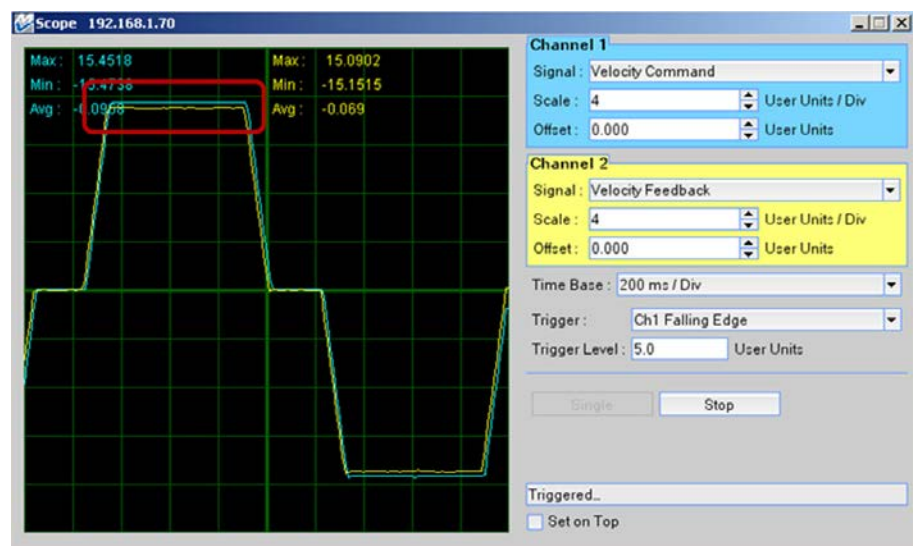 Scope 192.168.1.70
Max: 15.4518 Max: 15.0902
Min: -15.4738 Min: -15.1515
Avg: -0.0958 Avg: -0.069
Channel 1
Signal: Velocity Command
Scale: 4 User Units / Div
Offset: 0.000 User Units
Channel 2
Signal: Velocity Feedback
Scale: 4 User Units / Div
Offset: 0.000 User Units
Time Base: 200 ms / Div
Trigger: Ch1 Falling Edge
Trigger Level: 5.0 User Units
Single Stop
Triggered...
Set on Top